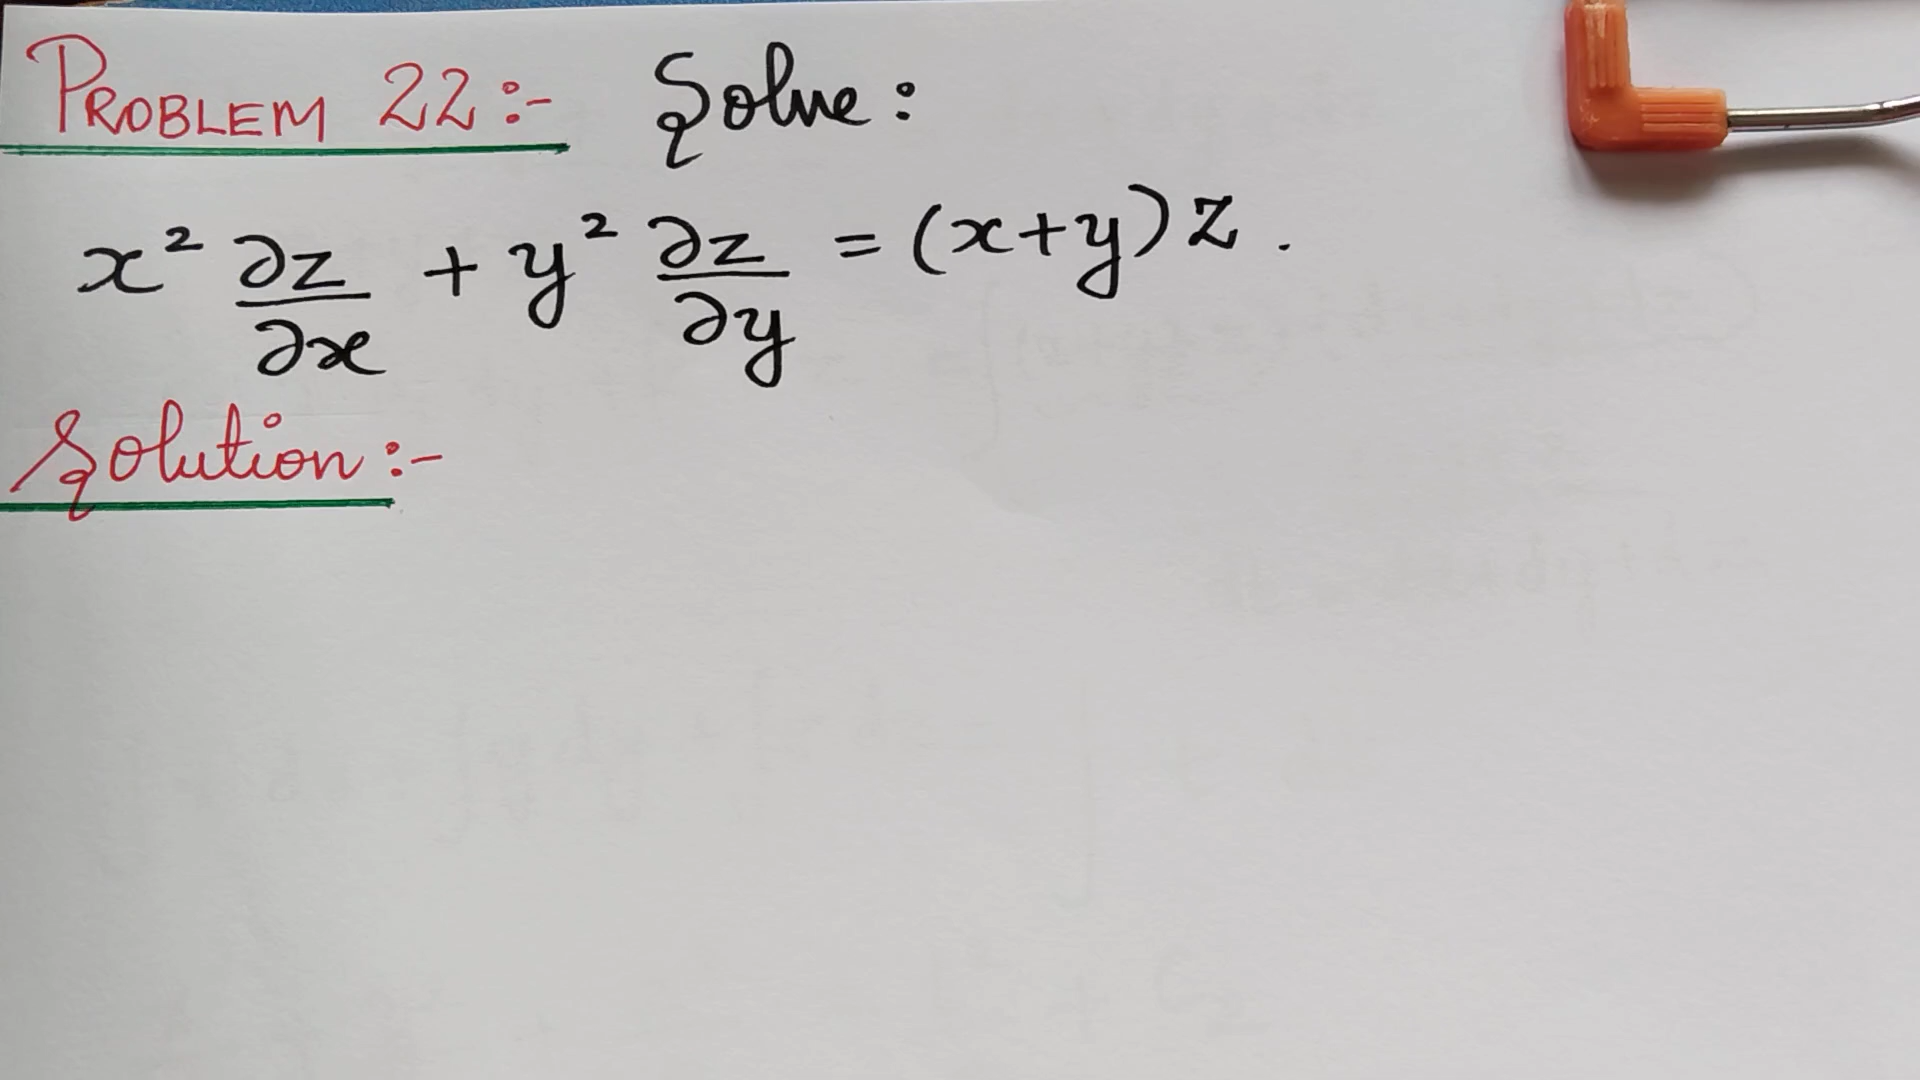 PROBLEM 22:- Solve:
x² ∂z/∂x + y² ∂z/∂y = (x+y)z.
Solution:-